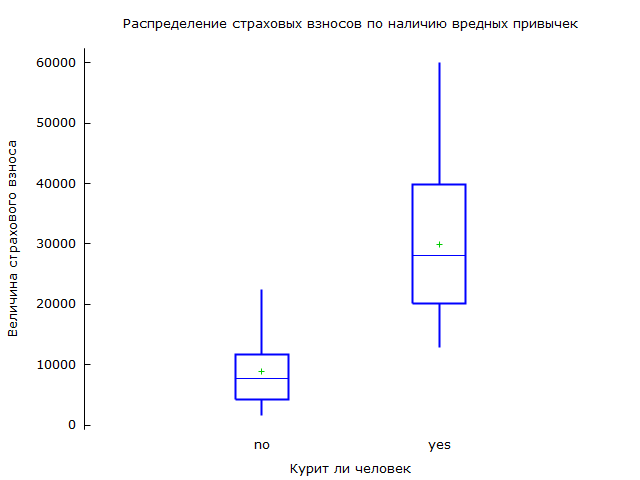 Распределение страховых взносов по наличию вредных привычек
60000
50000
40000
30000
20000
10000
0
Величина страхового взноса
no yes
Курит ли человек